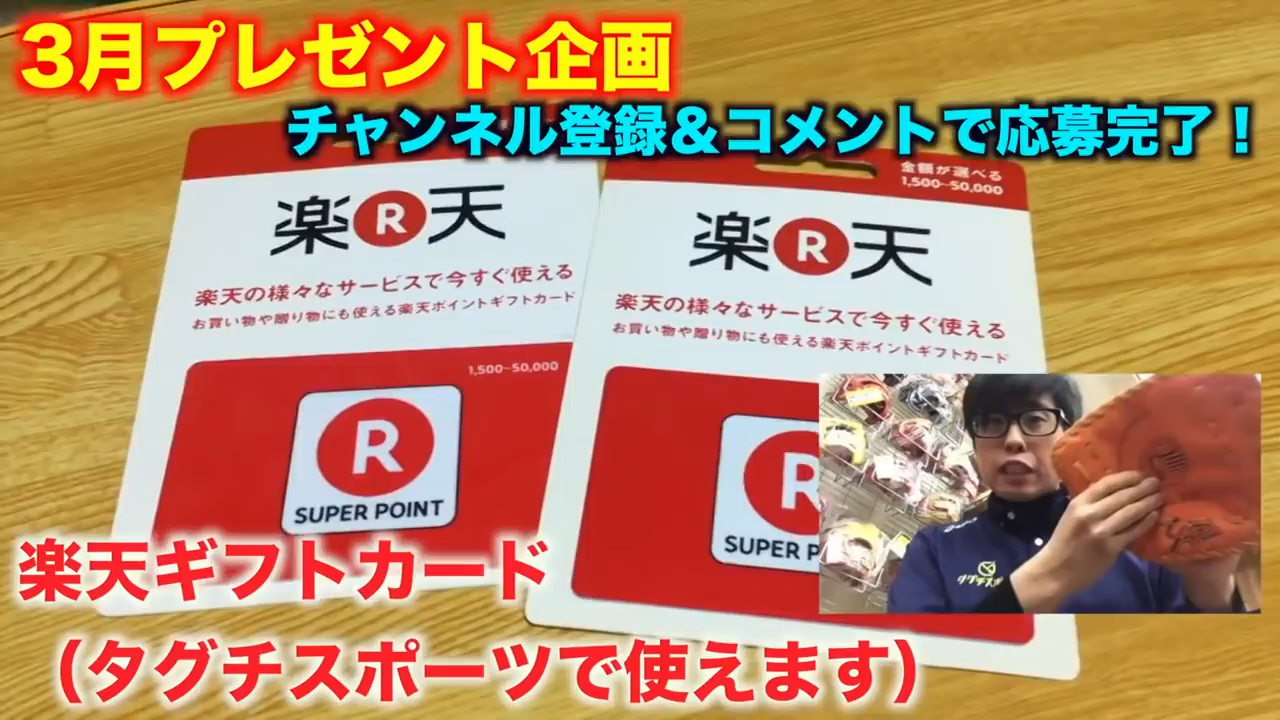 3月プレゼント企画
チャンネル登録&コメントで応募完了!
金額が選べる
1,500~50,000
楽R天
楽天の様々なサービスで今すぐ使える
お買い物や贈り物にも使える楽天ポイントギフトカード
1,500~50,000
R
SUPER POINT
楽R天
楽天の様々なサービスで今すぐ使える
お買い物や贈り物にも使える楽天ポイントギフトカード
R
SUPER P
タグチスポ
楽天ギフトカード
(タグチスポーツで使えます)